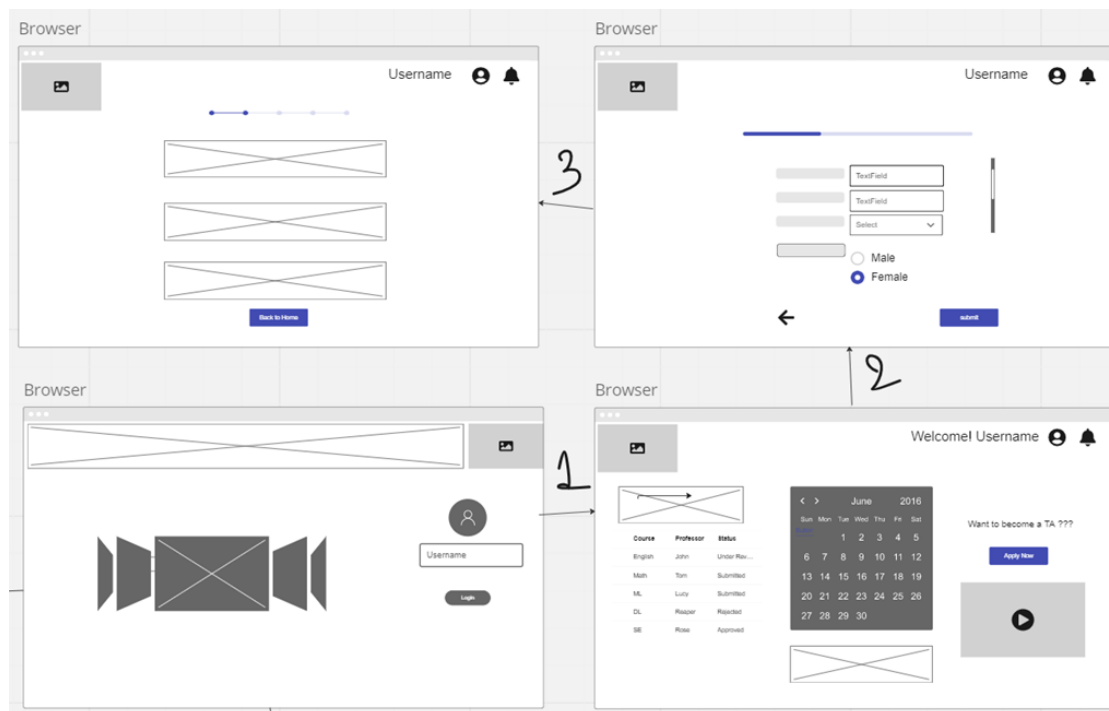 Browser
Username
Back to Home
Browser
Username
TextField
TextField
Select
Male
Female
submit
3
2
1
Browser
Username
Login
Browser
Welcome! Username
Course Professor Status
English John Under Rev...
Math Tom Submitted
ML Lucy Submitted
DL Reaper Rejected
SE Rose Approved
June 2016
Sun Mon Tue Wed Thu Fri Sat
1 2 3 4 5
6 7 8 9 10 11 12
13 14 15 16 17 18 19
20 21 22 23 24 25 26
27 28 29 30
Want to become a TA ???
Apply Now